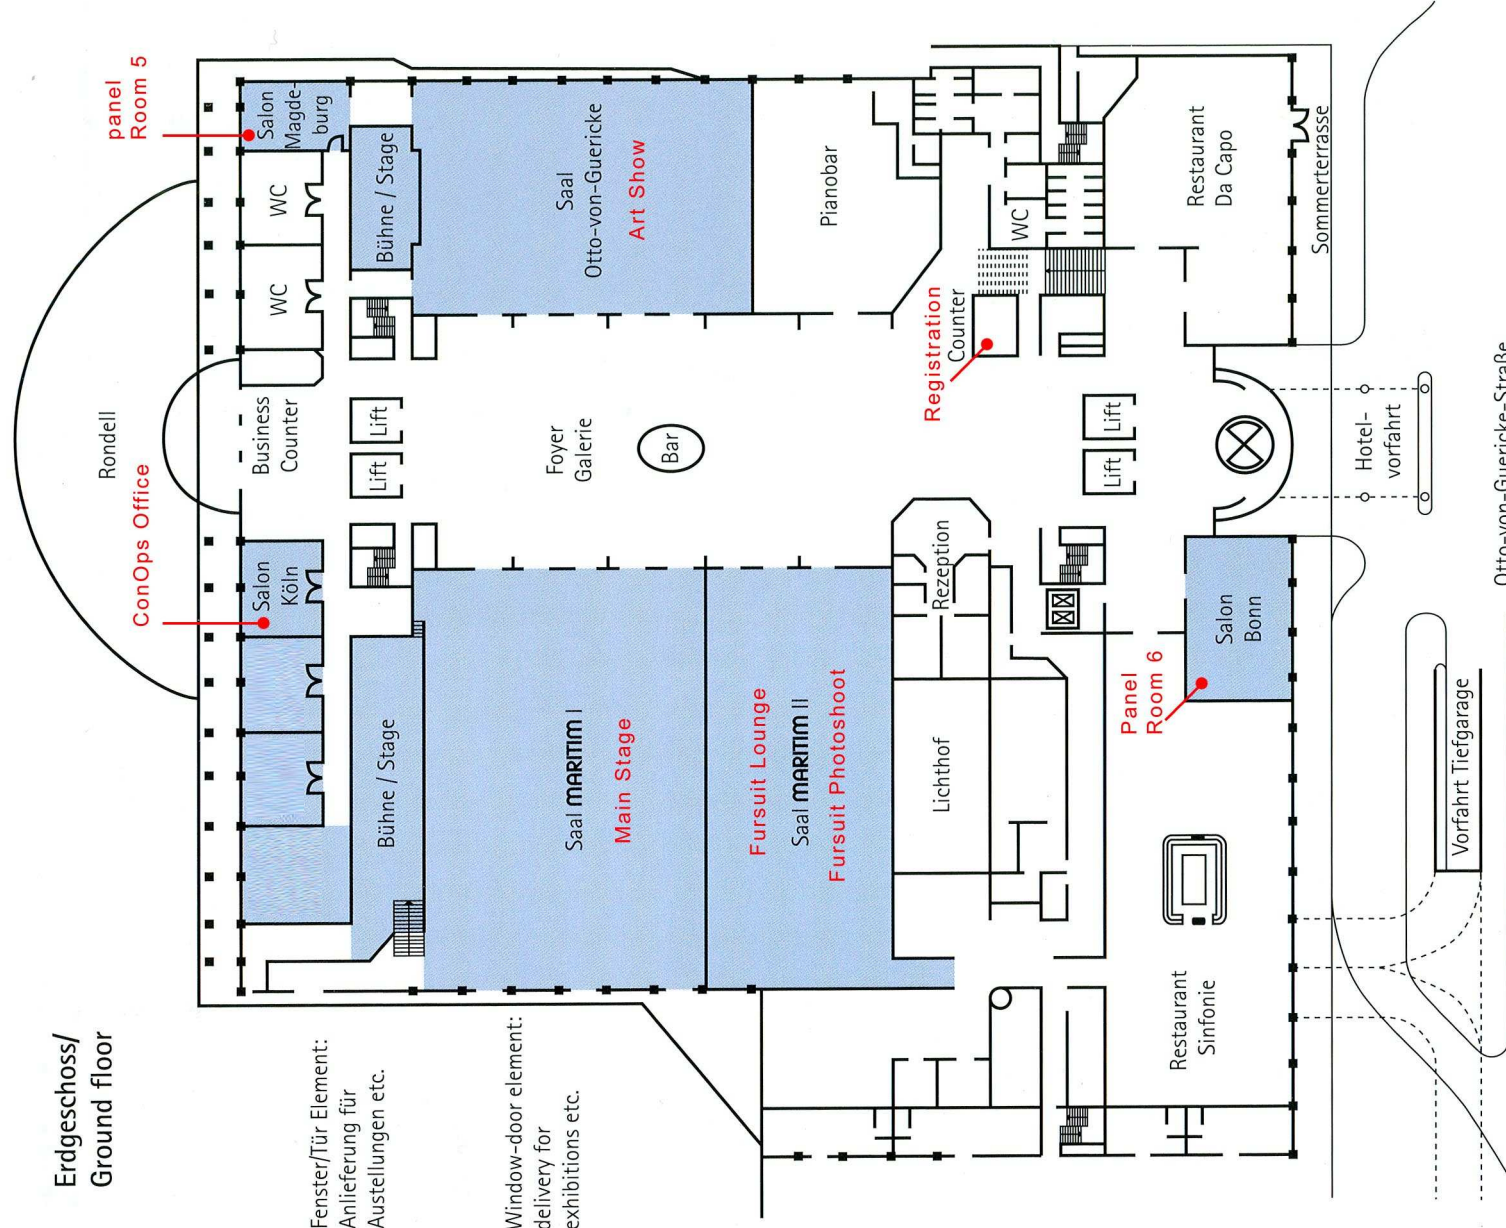 Erdgeschoss/
Ground floor
Rondell
panel
Room 5
ConOps Office
Salon
Magde-
burg
WC
WC
Business
Counter
Salon
Köln
Fenster/Tür Element:
Anlieferung für
Austellungen etc.
Bühne / Stage
Lift
Lift
Bühne / Stage
Window-door element:
delivery for
exhibitions etc.
Saal MARITIM I
Main Stage
Foyer
Galerie
Bar
Saal
Otto-von-Guericke
Art Show
Fursuit Lounge
Saal MARITIM II
Fursuit Photoshoot
Pianobar
Lichthof
Rezeption
Registration
Counter
WC
Lift
Lift
Panel
Room 6
Restaurant
Sinfonie
Salon
Bonn
Restaurant
Da Capo
Sommerterrasse
Hotel-
vorfahrt
Vorfahrt Tiefgarage
Otto-von-Guericke-Straße